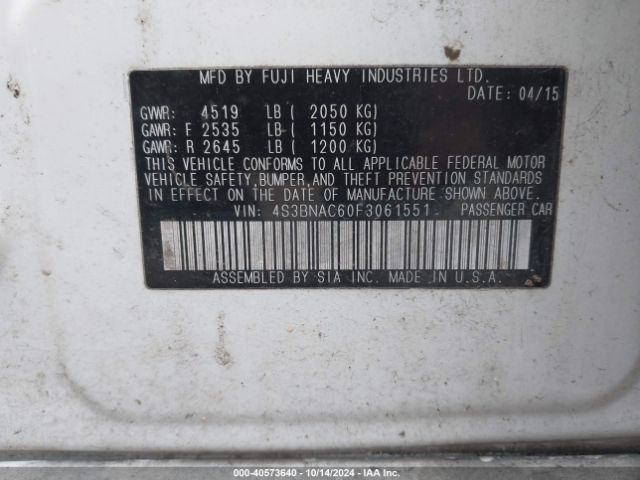 MFD BY FUJI HEAVY INDUSTRIES LTD.
DATE: 04/15
GVWR: 4519 LB ( 2050 KG)
GAWR: F 2535 LB ( 1150 KG)
GAWR: R 2645 LB ( 1200 KG)
THIS VEHICLE CONFORMS TO ALL APPLICABLE FEDERAL MOTOR
VEHICLE SAFETY, BUMPER, AND THEFT PREVENTION STANDARDS
IN EFFECT ON THE DATE OF MANUFACTURE SHOWN ABOVE.
VIN: 4S3BNAC60F3061551. PASSENGER CAR
ASSEMBLED BY SIA INC. MADE IN U.S.A.
000-40573640 - 10/14/2024 - IAA Inc.